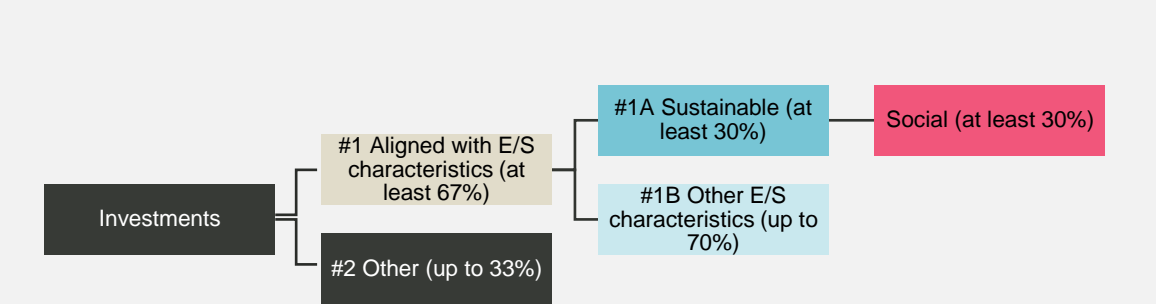 Investments
#1 Aligned with E/S
characteristics (at
least 67%)
#2 Other (up to 33%)
#1A Sustainable (at
least 30%)
#1B Other E/S
characteristics (up to
70%)
Social (at least 30%)